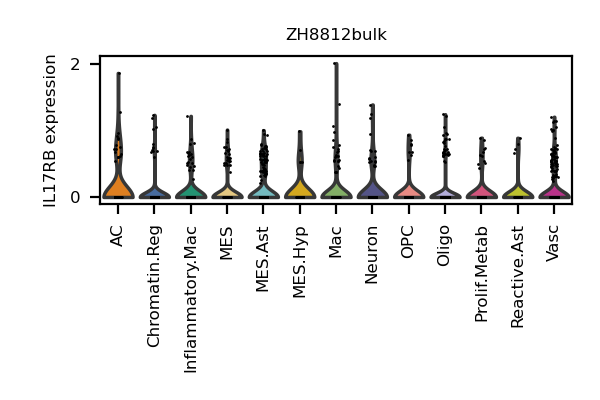 ZH8812bulk
IL17RB expression
2
0
AC
Chromatin.Reg
Inflammatory.Mac
MES
MES.Ast
MES.Hyp
Mac
Neuron
OPC
Oligo
Prolif.Metab
Reactive.Ast
Vasc